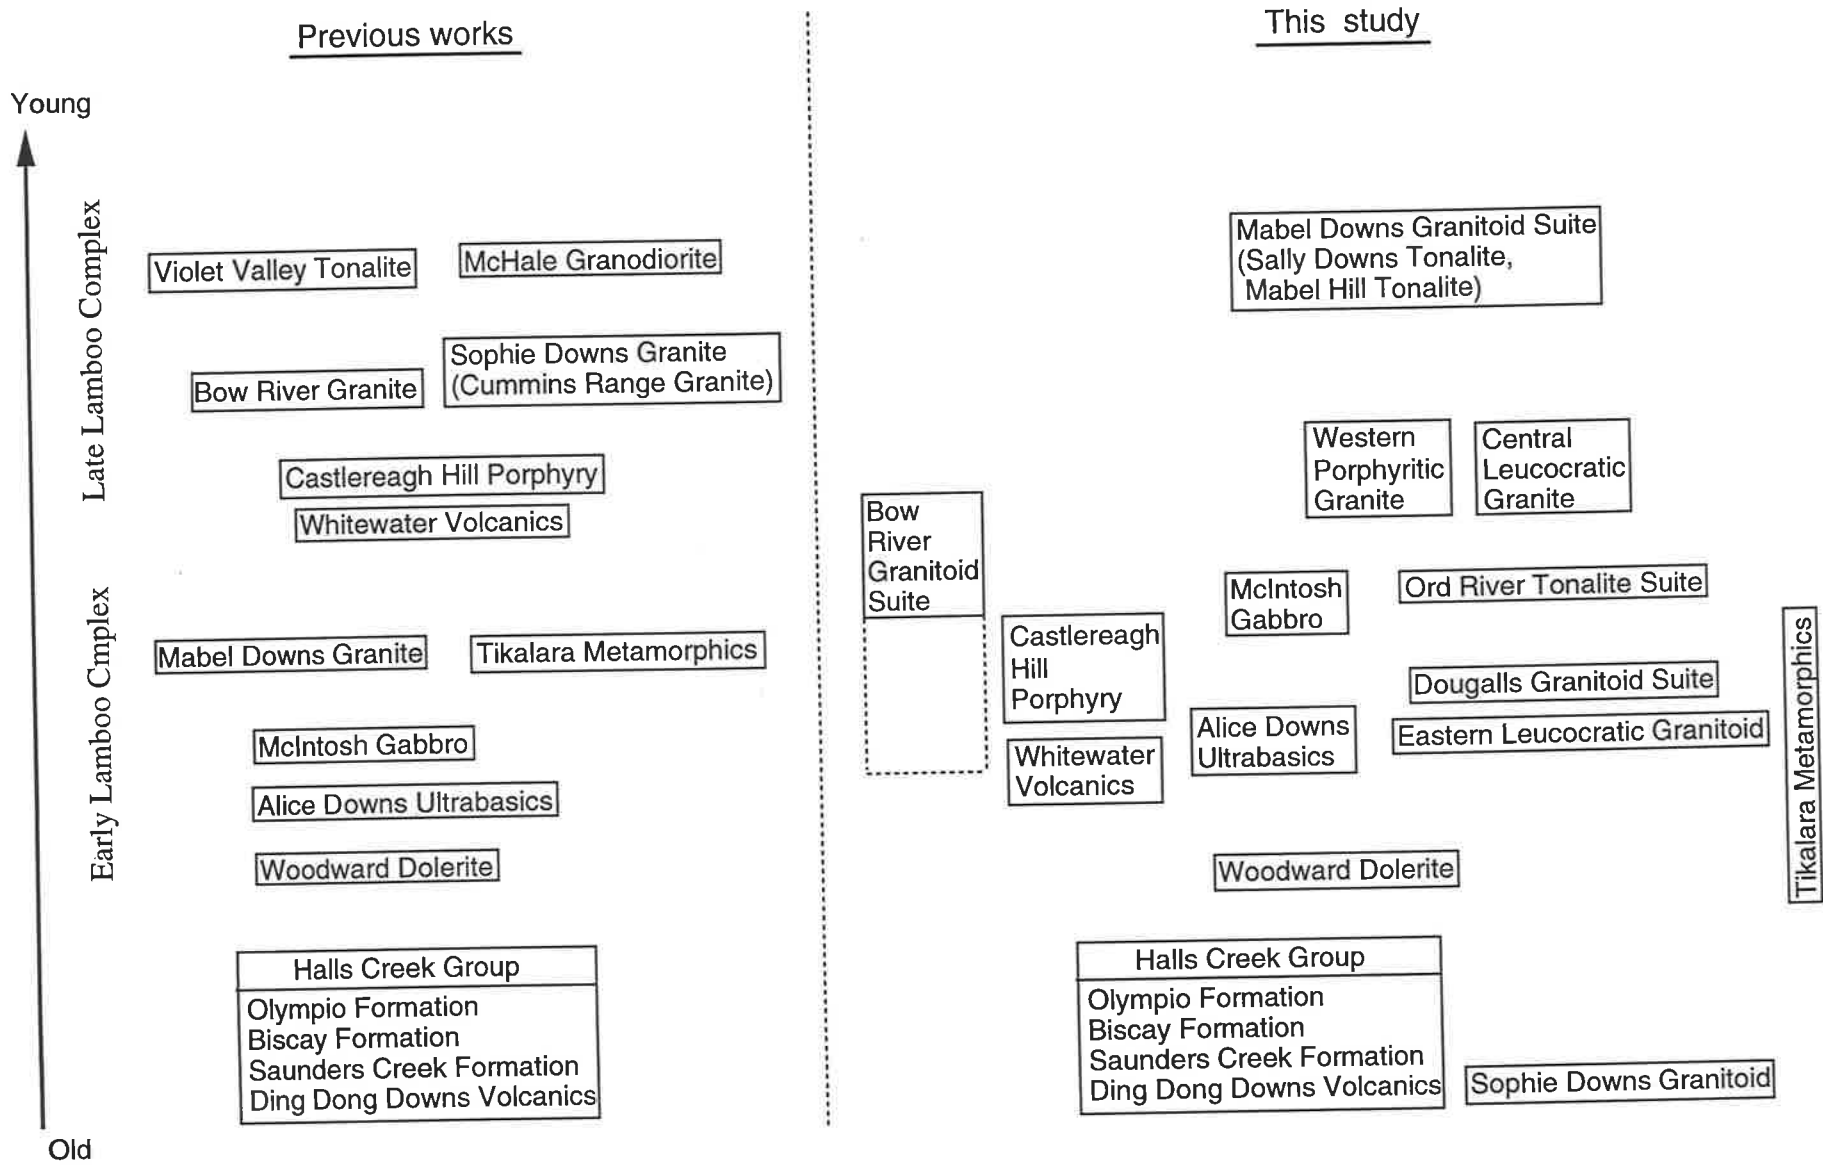 Previous works
This study
Young
Late Lamboo Complex
Early Lamboo Cmplex
Old
Violet Valley Tonalite
McHale Granodiorite
Bow River Granite
Sophie Downs Granite
(Cummins Range Granite)
Castlereagh Hill Porphyry
Whitewater Volcanics
Mabel Downs Granite
Tikalara Metamorphics
McIntosh Gabbro
Alice Downs Ultrabasics
Woodward Dolerite
Halls Creek Group
Olympio Formation
Biscay Formation
Saunders Creek Formation
Ding Dong Downs Volcanics
Mabel Downs Granitoid Suite
(Sally Downs Tonalite,
Mabel Hill Tonalite)
Western
Porphyritic
Granite
Central
Leucocratic
Granite
Bow
River
Granitoid
Suite
McIntosh
Gabbro
Ord River Tonalite Suite
Castlereagh
Hill
Porphyry
Dougalls Granitoid Suite
Alice Downs
Ultrabasics
Eastern Leucocratic Granitoid
Whitewater
Volcanics
Tikalara Metamorphics
Woodward Dolerite
Halls Creek Group
Olympio Formation
Biscay Formation
Saunders Creek Formation
Ding Dong Downs Volcanics
Sophie Downs Granitoid